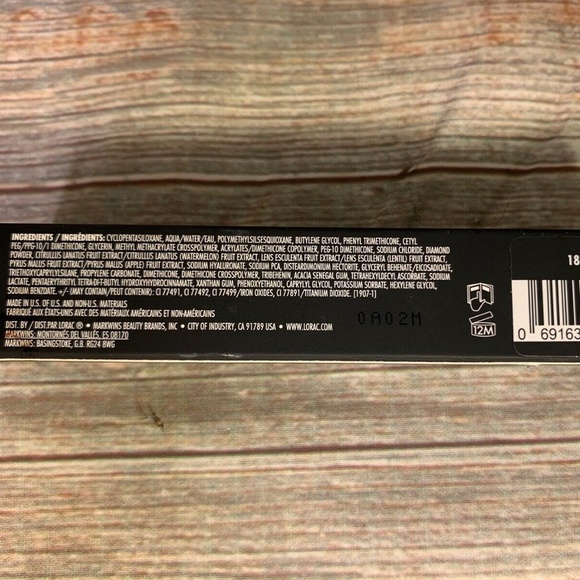 INGREDIENTS / INGRÉDIENTS: CYCLOPENTASILOXANE, AQUA/WATER/EAU, POLYMETHYLSILSESQUIOXANE, BUTYLENE GLYCOL, PHENYL TRIMETHICONE, CETYL
PEG/PPG-10/1 DIMETHICONE, GLYCERIN, METHYL METHACRYLATE CROSSPOLYMER, ACRYLATES/DIMETHICONE COPOLYMER, PEG-10 DIMETHICONE, SODIUM CHLORIDE, DIAMOND
POWDER, CITRULLUS LANATUS FRUIT EXTRACT/CITRULLUS LANATUS (WATERMELON) FRUIT EXTRACT, LENS ESCULENTA FRUIT EXTRACT/LENS ESCULENTA (LENTIL) FRUIT EXTRACT,
PYRUS MALUS FRUIT EXTRACT/PYRUS MALUS (APPLE) FRUIT EXTRACT, SODIUM HYALURONATE, SODIUM PCA, DISTEARDIMONIUM HECTORITE, GLYCERYL BEHENATE/EICOSADIOATE,
TRIETHOXYCAPRYLYLSILANE, PROPYLENE CARBONATE, DIMETHICONE, DIMETHICONE CROSSPOLYMER, TRIBEHENIN, ACACIA SENEGAL GUM, TETRAHEXYLDECYL ASCORBATE, SODIUM
LACTATE, PENTAERYTHRITYL TETRA-DI-T-BUTYL HYDROXYHYDROCINNAMATE, XANTHAN GUM, PHENOXYETHANOL, CAPRYLYL GLYCOL, POTASSIUM SORBATE, HEXYLENE GLYCOL,
SODIUM BENZOATE. +/- (MAY CONTAIN/PEUT CONTENIR): CI 77491, CI 77492, CI 77499/IRON OXIDES, CI 77891/TITANIUM DIOXIDE. [1907-1]
MADE IN U.S. OF U.S. AND NON-U.S. MATERIALS
FABRIQUÉ AUX ÉTATS-UNIS AVEC DES MATÉRIAUX AMÉRICAINS ET NON AMÉRICAINS
DIST. BY / DIST.PAR LORAC ® • MARKWINS BEAUTY BRANDS, INC • CITY OF INDUSTRY, CA 91789 USA • WWW.LORAC.COM
MARKWINS: MONTORNÉS DEL VALLÉS, ES 08170
MARKWINS: BASINGSTOKE, G.B. RG24 8WG
0A02M
12M
18
0 69163